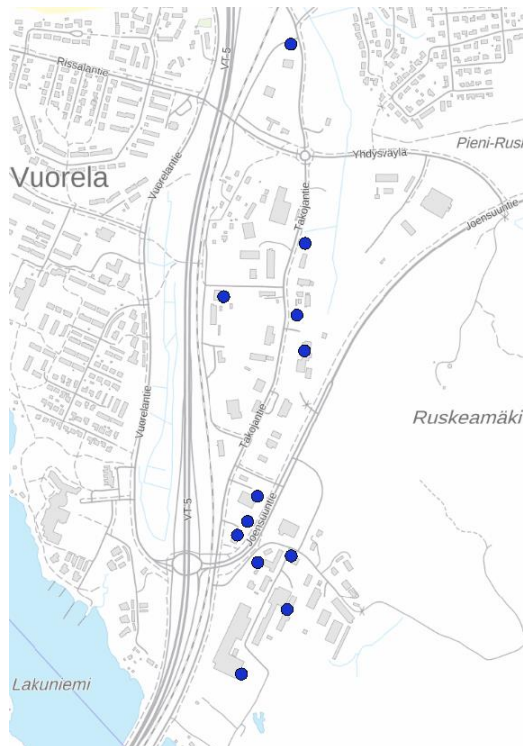 VT-5
Rissalantie
Yhdysväylä
Pieni-Rus
Vuorela
Vuorelantie
Takojantie
Joensuuntie
Vuorelantie
Takojantie
Ruskeamäki
VT-5
Joensuuntie
Lakuniemi